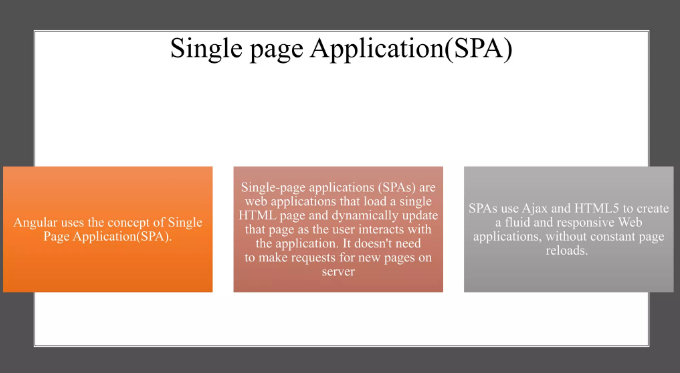 Single page Application(SPA)
Angular uses the concept of Single
Page Application(SPA).
Single-page applications (SPAs) are
web applications that load a single
HTML page and dynamically update
that page as the user interacts with
the application. It doesn't need
to make requests for new pages on
server
SPAs use Ajax and HTML5 to create
a fluid and responsive Web
applications, without constant page
reloads.